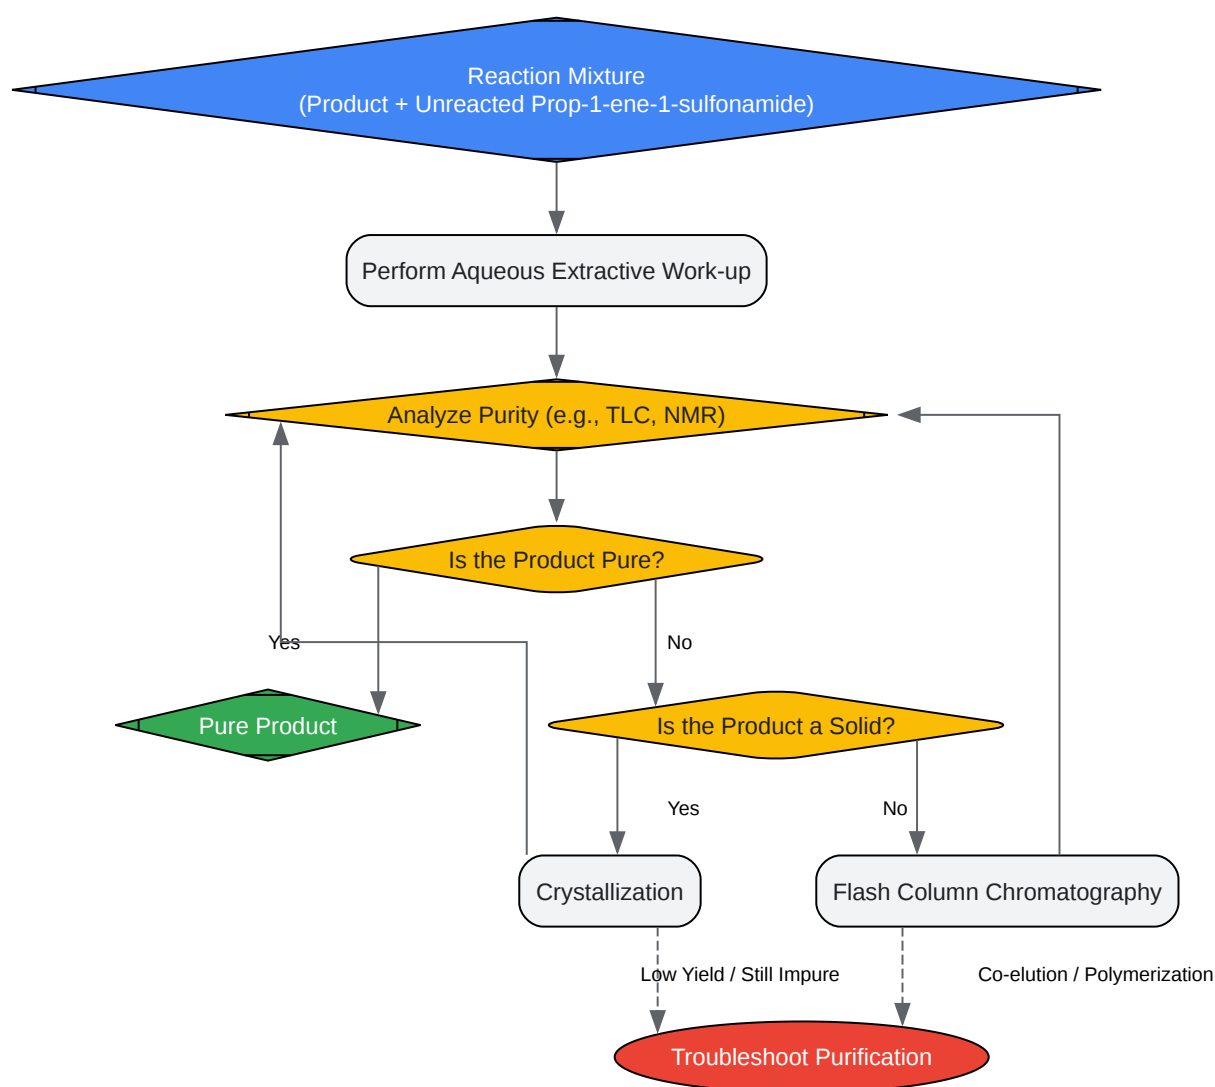 Reaction Mixture
(Product + Unreacted Prop-1-ene-1-sulfonamide)
Perform Aqueous Extractive Work-up
Analyze Purity (e.g., TLC, NMR)
Is the Product Pure?
Yes
No
Pure Product
Is the Product a Solid?
Yes
No
Crystallization
Flash Column Chromatography
Low Yield / Still Impure
Co-elution / Polymerization
Troubleshoot Purification